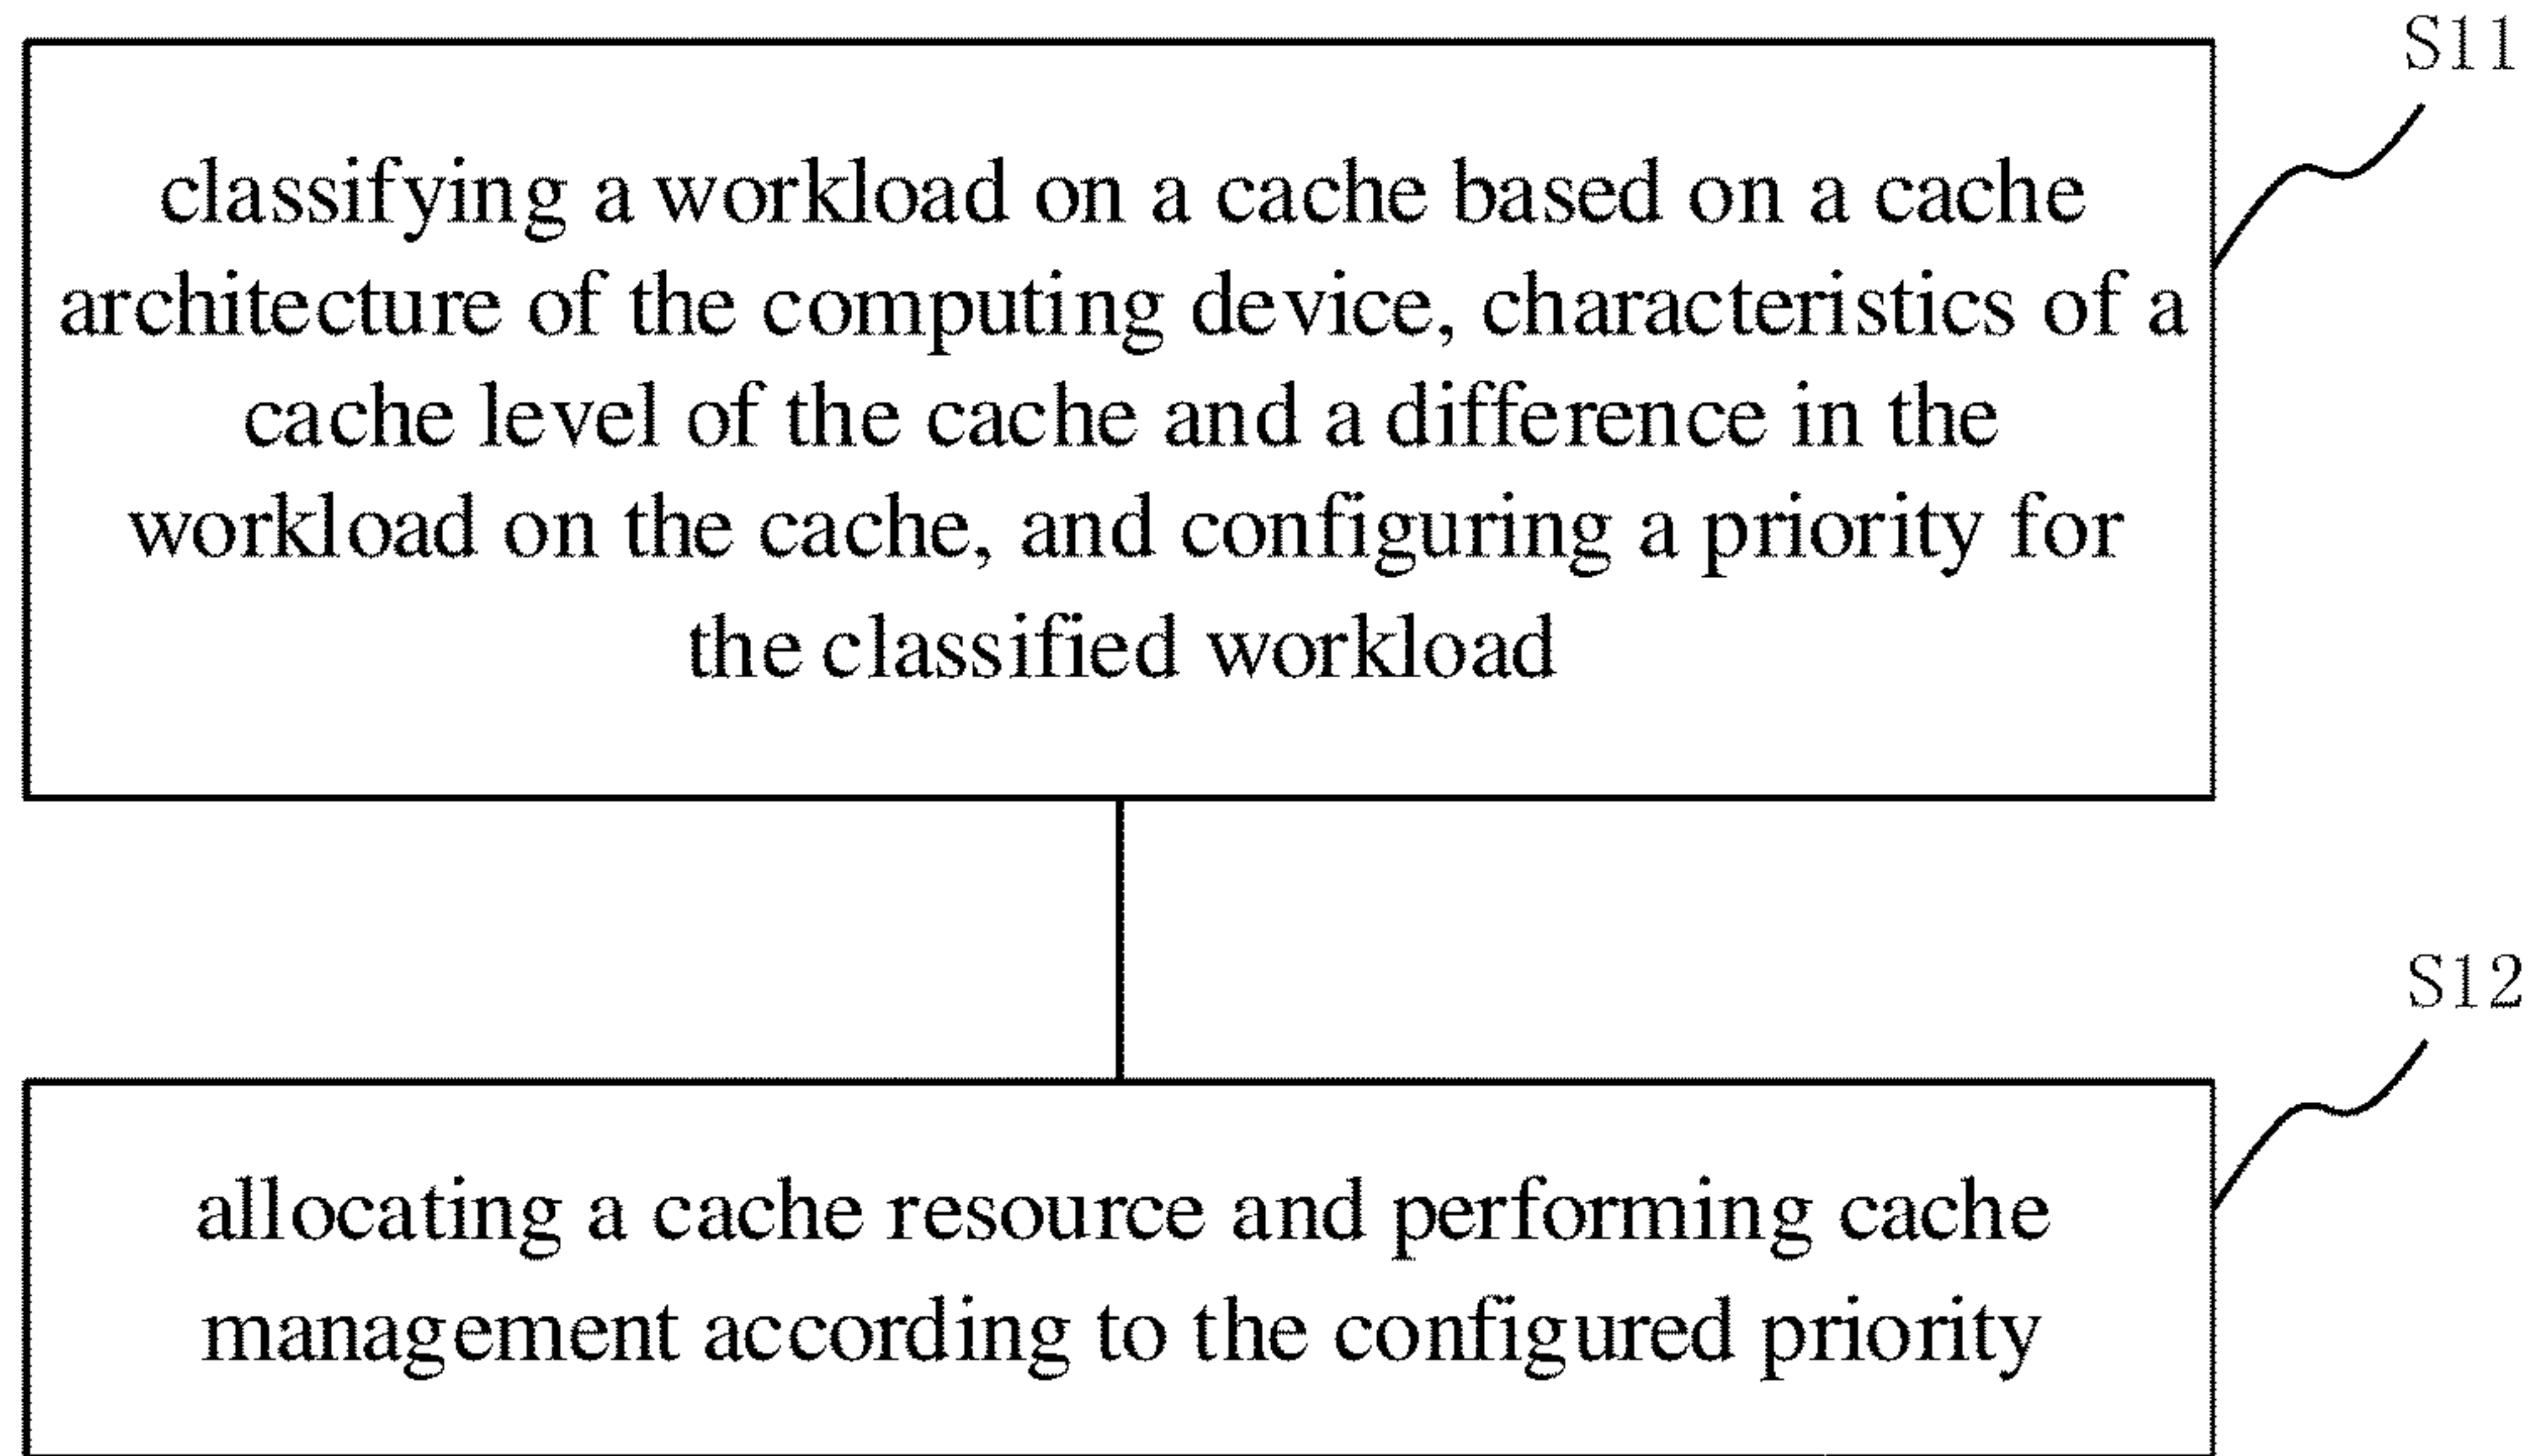 S11
classifying a workload on a cache based on a cache
architecture of the computing device, characteristics of a
cache level of the cache and a difference in the
workload on the cache, and configuring a priority for
the classified workload
S12
allocating a cache resource and performing cache
management according to the configured priority